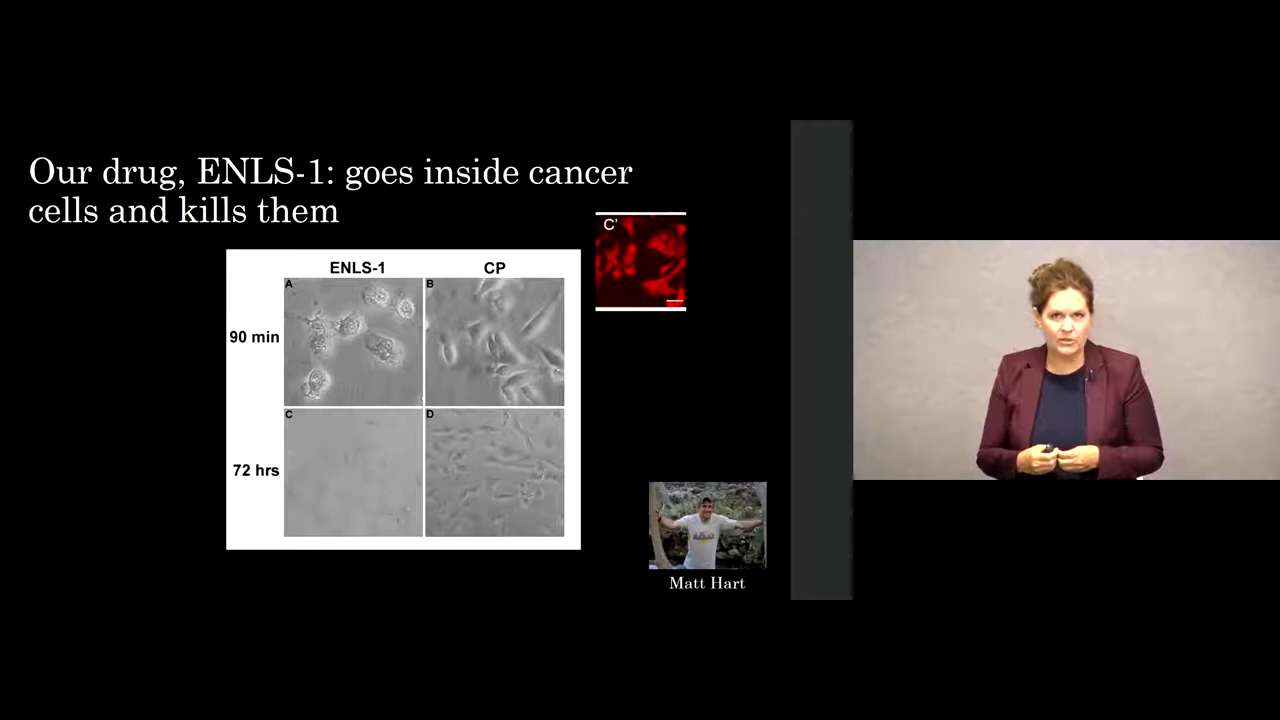 Our drug, ENLS-1: goes inside cancer
cells and kills them
C'
ENLS-1 CP
A B
90 min
C D
72 hrs
Matt Hart